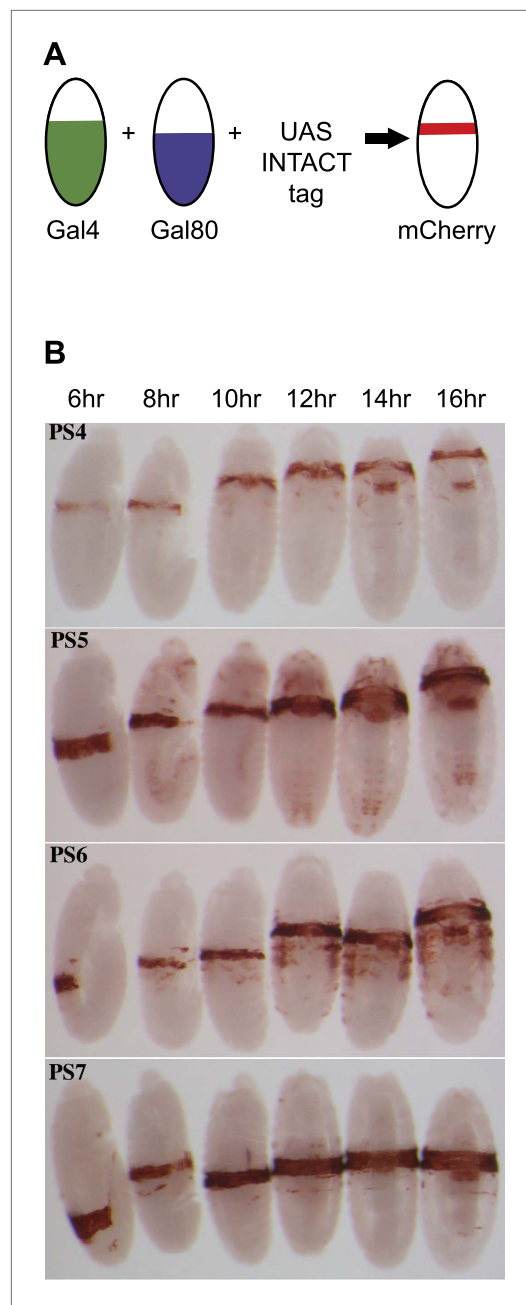 A
+ + UAS
INTACT
tag
Gal4 Gal80 mCherry
B
6hr 8hr 10hr 12hr 14hr 16hr
PS4
PS5
PS6
PS7